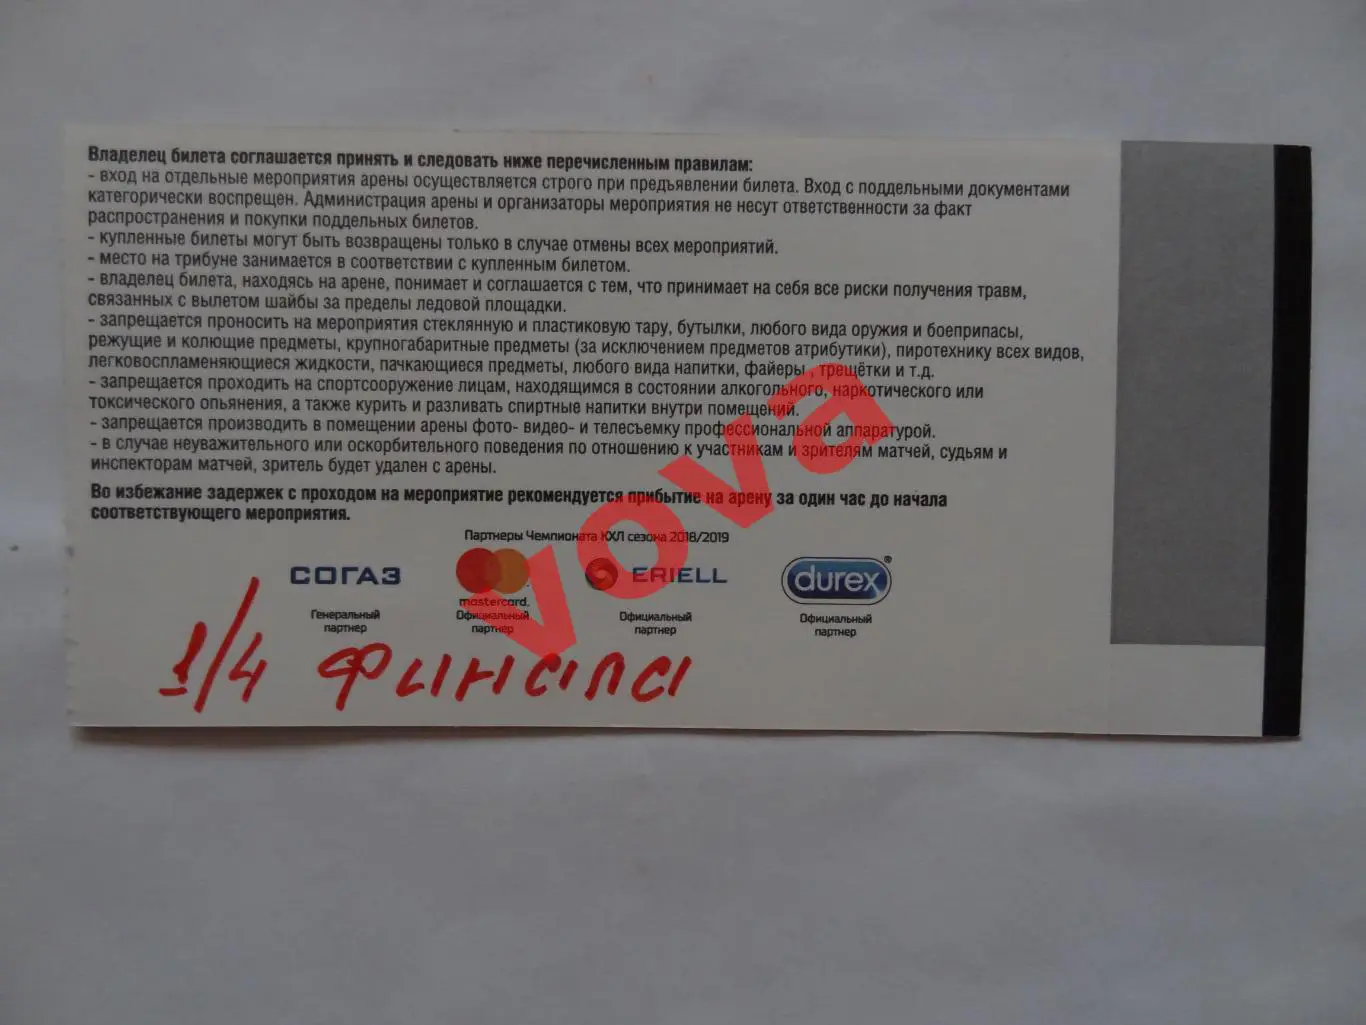 Владелец билета соглашается принять и следовать ниже перечисленным правилам:
- вход на отдельные мероприятия арены осуществляется строго при предъявлении билета. Вход с поддельными документами
категорически воспрещен. Администрация арены и организаторы мероприятия не несут ответственности за факт
распространения и покупки поддельных билетов.
- купленные билеты могут быть возвращены только в случае отмены всех мероприятий.
- место на трибуне занимается в соответствии с купленным билетом.
- владелец билета, находясь на арене, понимает и соглашается с тем, что принимает на себя все риски получения травм,
связанных с вылетом шайбы за пределы ледовой площадки.
- запрещается проносить на мероприятия стеклянную и пластиковую тару, бутылки, любого вида оружия и боеприпасы,
режущие и колющие предметы, крупногабаритные предметы (за исключением предметов атрибутики), пиротехнику всех видов,
легковоспламеняющиеся жидкости, пачкающиеся предметы, любого вида напитки, файеры, трещётки и т.д.
- запрещается проходить на спортсооружение лицам, находящимся в состоянии алкогольного, наркотического или
токсического опьянения, а также курить и разливать спиртные напитки внутри помещений.
- запрещается производить в помещении арены фото- видео- и телесъемку профессиональной аппаратурой.
- в случае неуважительного или оскорбительного поведения по отношению к участникам и зрителям матчей, судьям и
инспекторам матчей, зритель будет удален с арены.
Во избежание задержек с проходом на мероприятие рекомендуется прибытие на арену за один час до начала
соответствующего мероприятия.
Партнеры Чемпионата КХЛ сезона 2018/2019
СОГАЗ
Генеральный
партнер
mastercard.
Официальный
партнер
ERIELL
Официальный
партнер
durex®
Официальный
партнер
1/4 финала
vova